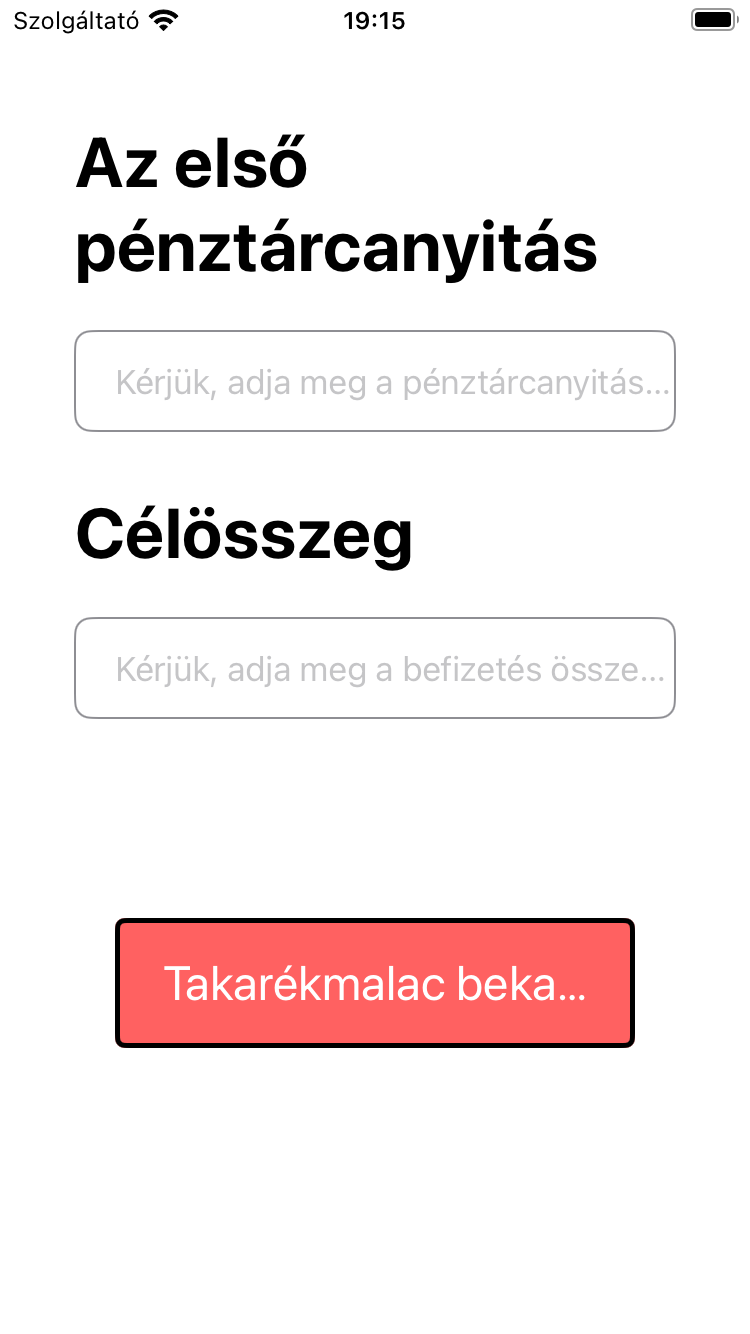 Szolgáltató 19:15
Az első
pénztárcanyitás
Kérjük, adja meg a pénztárcanyitás...
Célösszeg
Kérjük, adja meg a befizetés össze...
Takarékmalac beka...